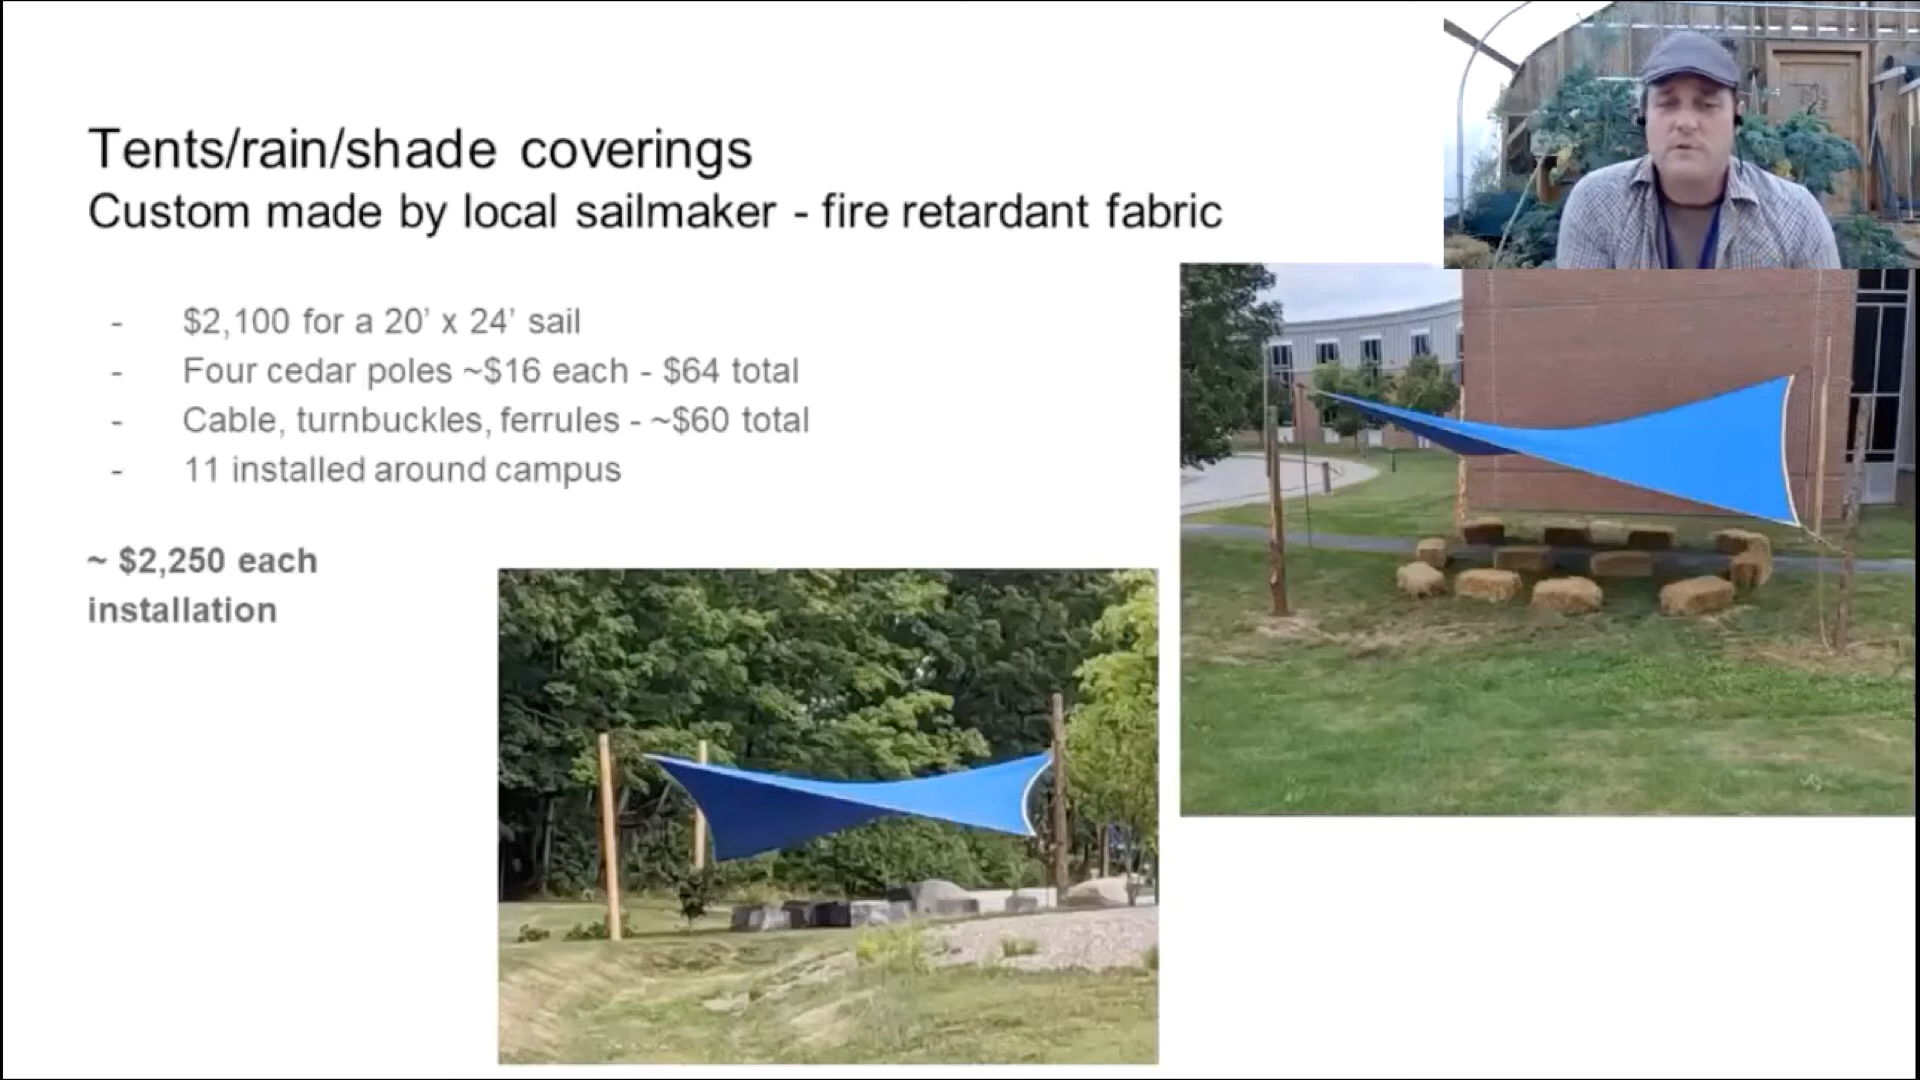 Tents/rain/shade coverings
Custom made by local sailmaker - fire retardant fabric
- $2,100 for a 20’ x 24’ sail
- Four cedar poles ~$16 each - $64 total
- Cable, turnbuckles, ferrules - ~$60 total
- 11 installed around campus
~ $2,250 each
installation